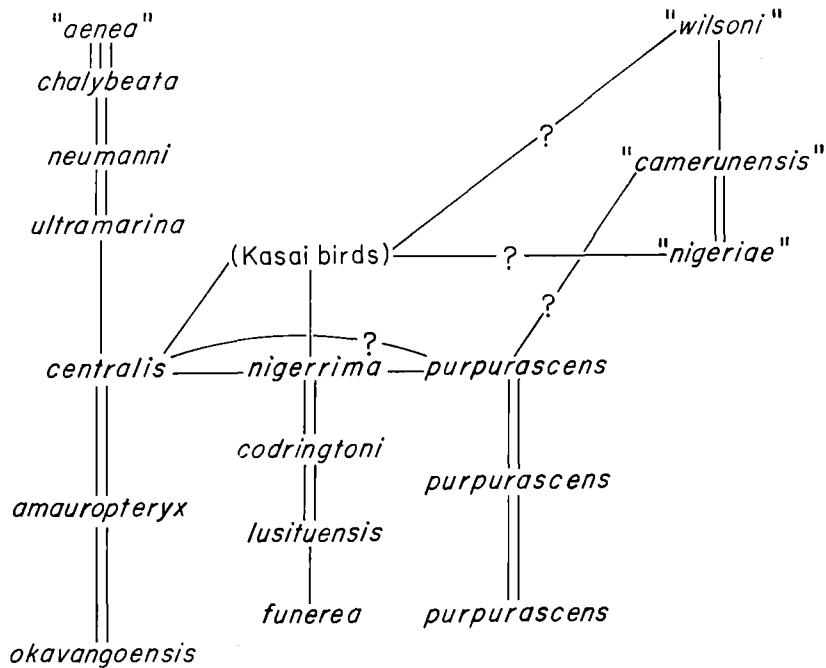 "aenea"
"wilsoni"
chalybeata
?
neumanni
"camerunensis"
ultramarina
(Kasai birds)
?
"nigeriae"
?
?
centralis
nigerrima
purpurascens
codringtoni
purpurascens
amauropteryx
lusituensis
funerea
purpurascens
okavangoensis